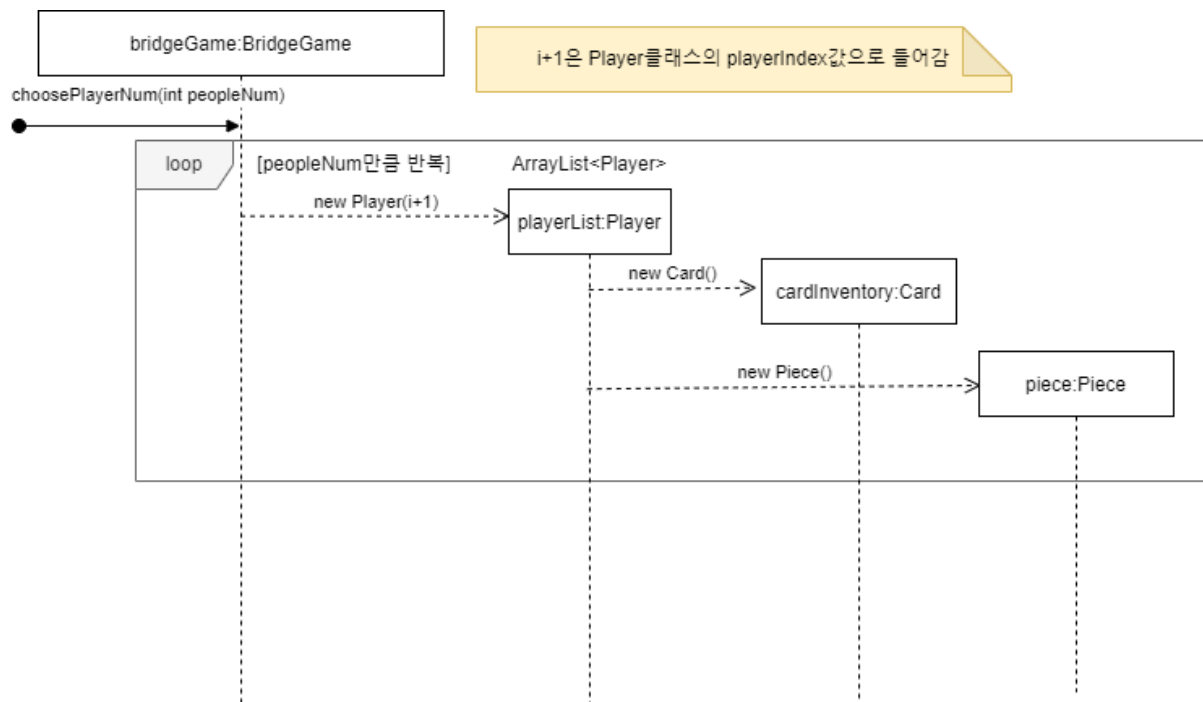 bridgeGame:BridgeGame
i+1은 Player클래스의 playerIndex값으로 들어감
choosePlayerNum(int peopleNum)
loop
[peopleNum만큼 반복]
ArrayList<Player>
new Player(i+1)
playerList:Player
new Card()
cardInventory:Card
new Piece()
piece:Piece